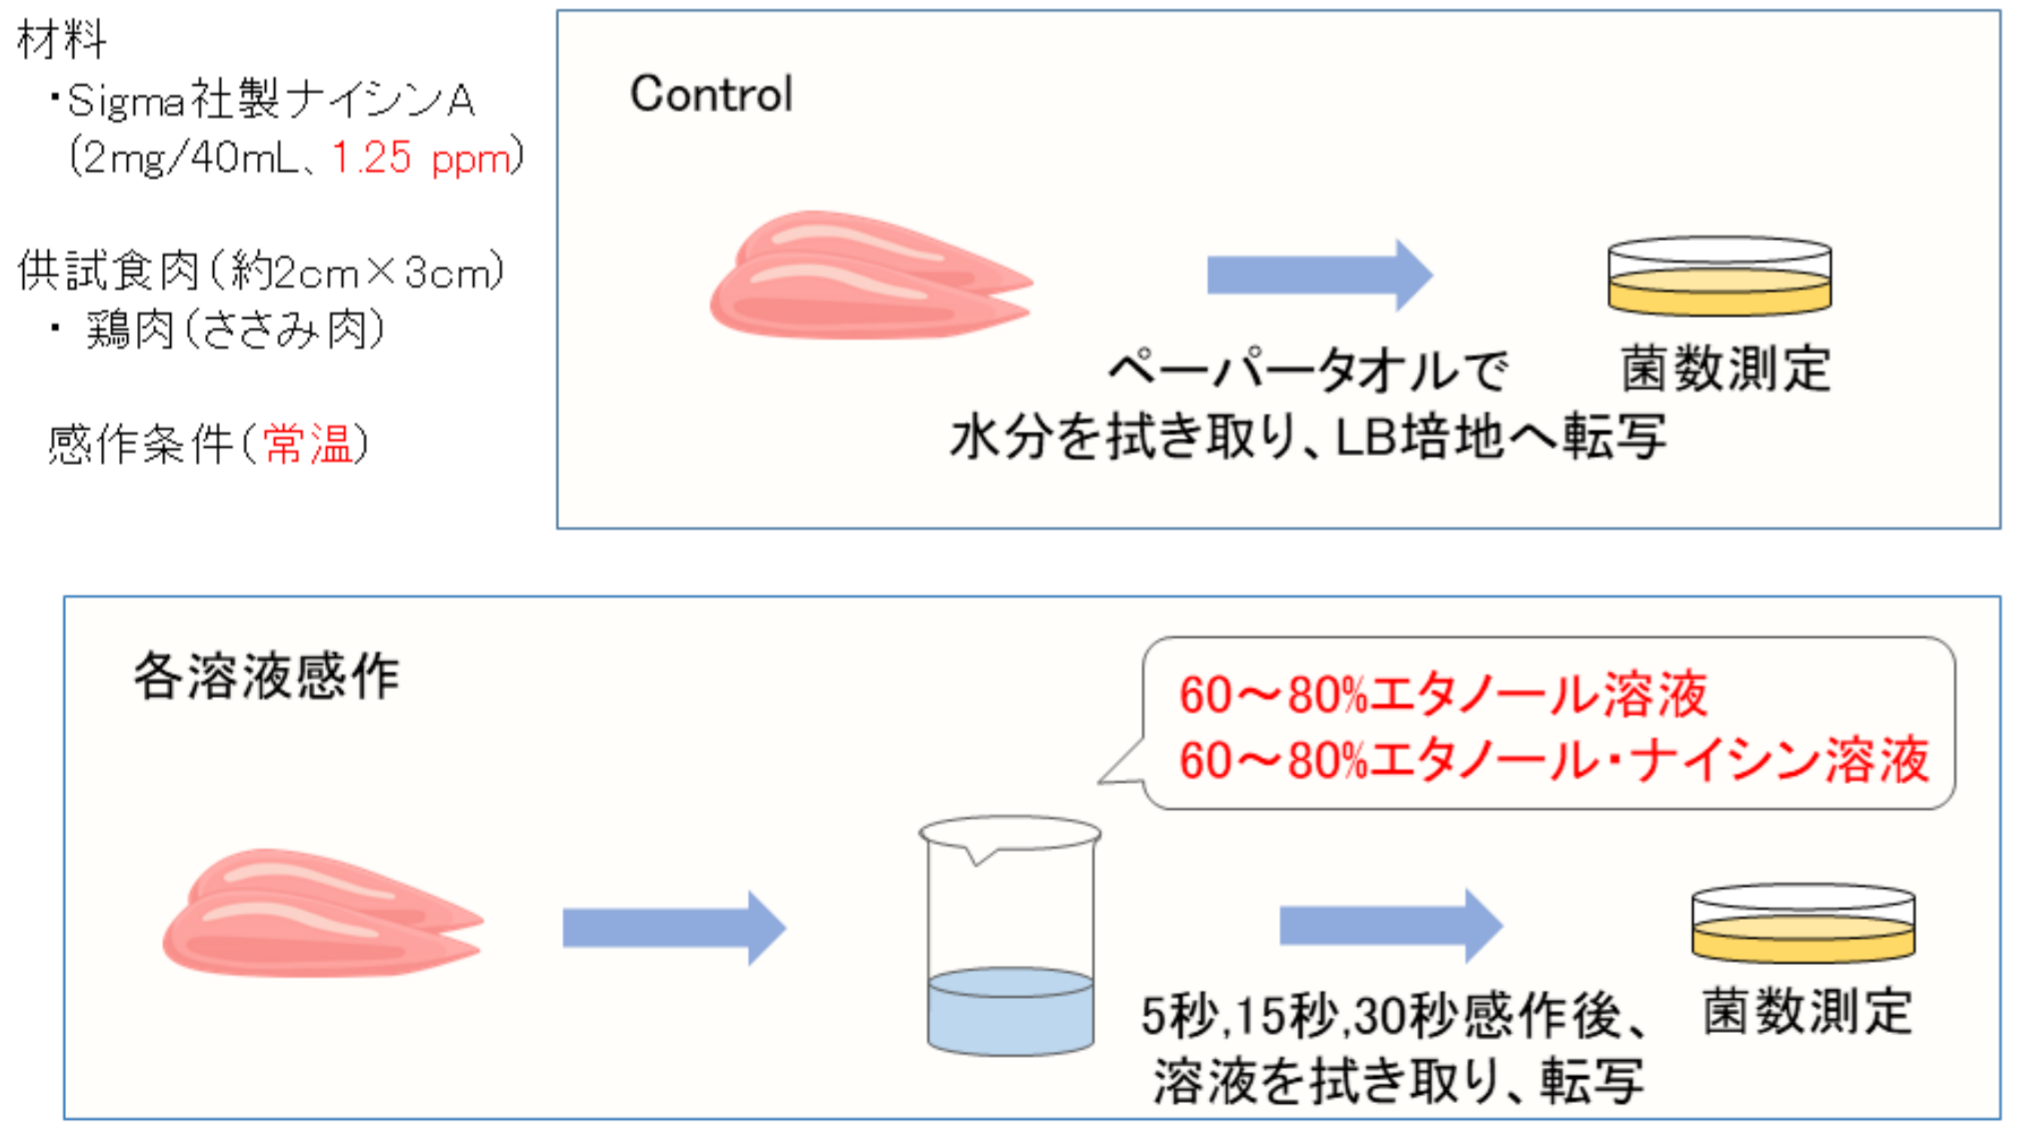 材料
・Sigma社製ナイシンA
(2mg/40mL、1.25 ppm)
供試食肉(約2cm×3cm)
・ 鶏肉(ささみ肉)
感作条件(常温)
Control
ペーパータオルで
水分を拭き取り、LB培地へ転写
菌数測定
各溶液感作
60～80%エタノール溶液
60～80%エタノール・ナイシン溶液
5秒,15秒,30秒感作後、
溶液を拭き取り、転写
菌数測定